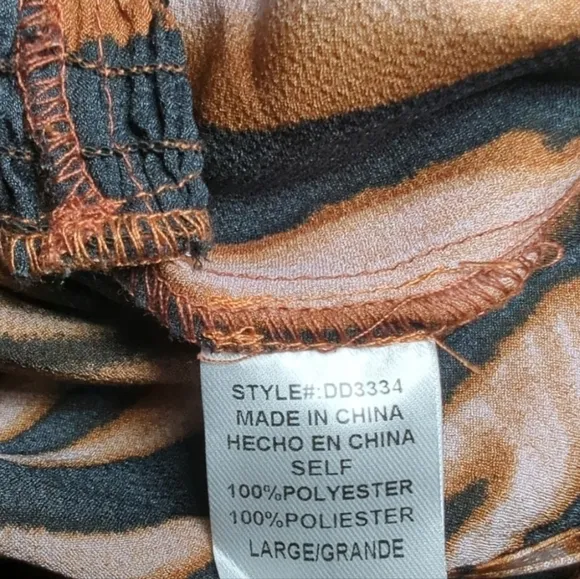 STYLE#:DD3334
MADE IN CHINA
HECHO EN CHINA
SELF
100%POLYESTER
100%POLIESTER
LARGE/GRANDE